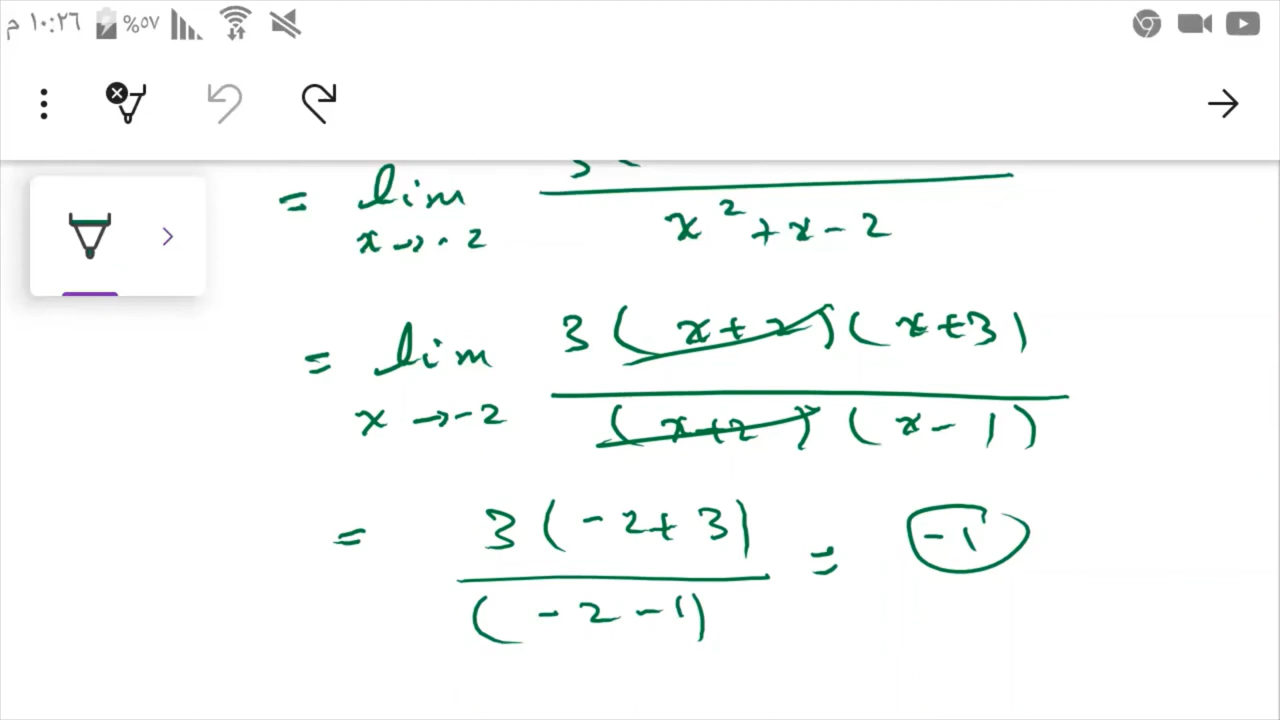 م ١٠:٢٦ %٥٧
= lim x→-2 3( / x²+x-2
= lim x→-2 3(x+2)(x+3) / (x+2)(x-1)
= 3(-2+3) / (-2-1) = -1